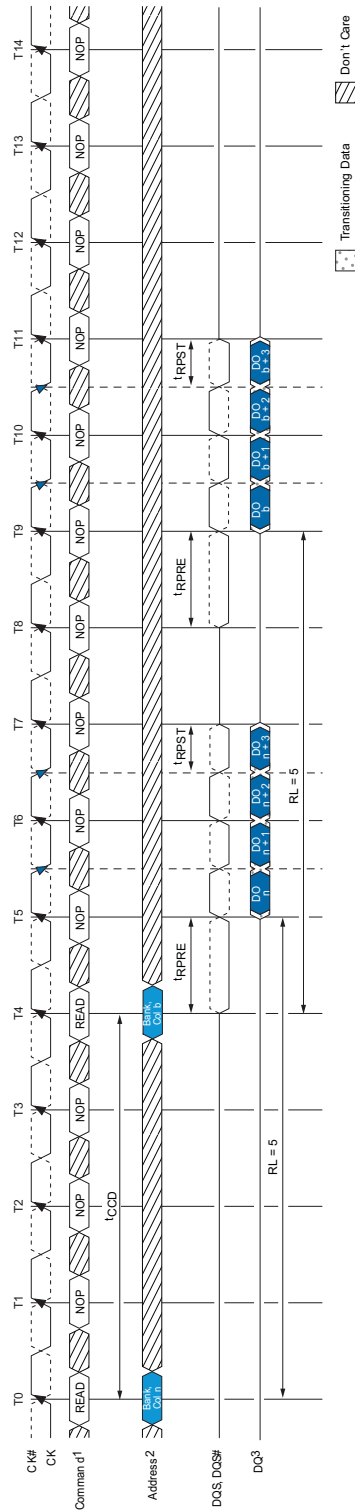 T0 T1 T2 T3 T4 T5 T6 T7 T8 T9 T10 T11 T12 T13 T14
CK#
CK
Command1 READ NOP NOP NOP READ NOP NOP NOP NOP NOP NOP NOP NOP NOP NOP
tCCD
Address2 Bank, Col n Bank, Col b
tRPRE tRPST tRPRE tRPST
DQS, DQS#
DQ3 DO n DO n + 1 DO n + 2 DO n + 3 DO b DO b + 1 DO b + 2 DO b + 3
RL = 5
RL = 5
Transitioning Data Don't Care